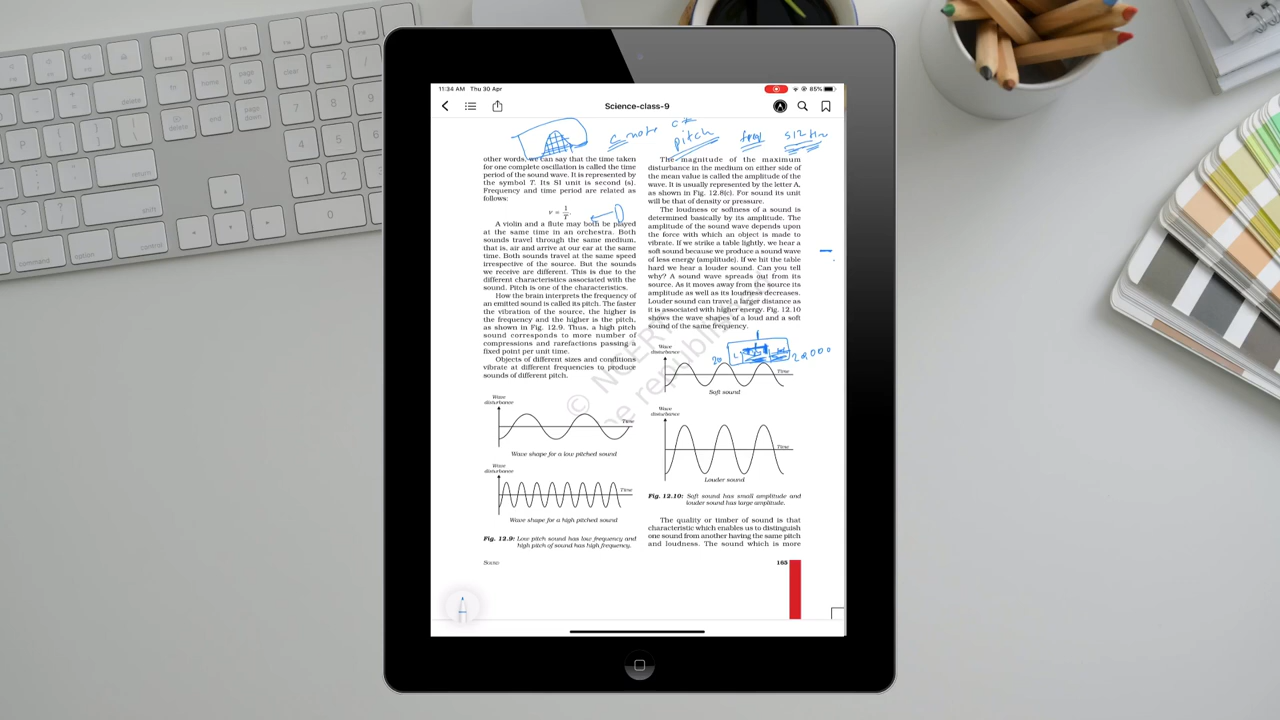 11:34 AM Thu 30 Apr
85%
Science-class-9
C note
C#
pitch
freq
512 Hz
other words, we can say that the time taken
for one complete oscillation is called the time
period of the sound wave. It is represented by
the symbol T. Its SI unit is second (s).
Frequency and time period are related as
follows:
ν = 1/T.
A violin and a flute may both be played
at the same time in an orchestra. Both
sounds travel through the same medium,
that is, air and arrive at our ear at the same
time. Both sounds travel at the same speed
irrespective of the source. But the sounds
we receive are different. This is due to the
different characteristics associated with the
sound. Pitch is one of the characteristics.
How the brain interprets the frequency of
an emitted sound is called its pitch. The faster
the vibration of the source, the higher is
the frequency and the higher is the pitch,
as shown in Fig. 12.9. Thus, a high pitch
sound corresponds to more number of
compressions and rarefactions passing a
fixed point per unit time.
Objects of different sizes and conditions
vibrate at different frequencies to produce
sounds of different pitch.
Wave
disturbance
Time
Wave shape for a low pitched sound
Wave
disturbance
Time
Wave shape for a high pitched sound
Fig. 12.9: Low pitch sound has low frequency and
high pitch of sound has high frequency.
SOUND
The magnitude of the maximum
disturbance in the medium on either side of
the mean value is called the amplitude of the
wave. It is usually represented by the letter A,
as shown in Fig. 12.8(c). For sound its unit
will be that of density or pressure.
The loudness or softness of a sound is
determined basically by its amplitude. The
amplitude of the sound wave depends upon
the force with which an object is made to
vibrate. If we strike a table lightly, we hear a
soft sound because we produce a sound wave
of less energy (amplitude). If we hit the table
hard we hear a louder sound. Can you tell
why? A sound wave spreads out from its
source. As it moves away from the source its
amplitude as well as its loudness decreases.
Louder sound can travel a larger distance as
it is associated with higher energy. Fig. 12.10
shows the wave shapes of a loud and a soft
sound of the same frequency.
Wave
disturbance
20
20,000
Time
Soft sound
Wave
disturbance
Time
Louder sound
Fig. 12.10: Soft sound has small amplitude and
louder sound has large amplitude.
The quality or timber of sound is that
characteristic which enables us to distinguish
one sound from another having the same pitch
and loudness. The sound which is more
165
© NCERT
be republished